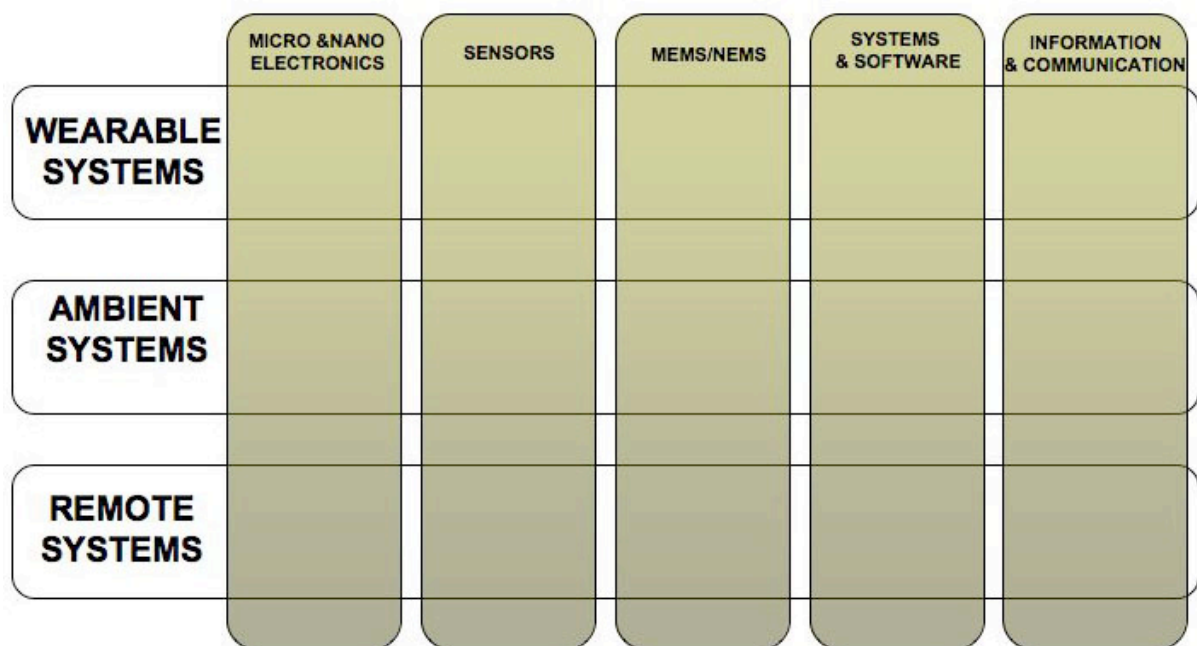 MICRO &NANO
ELECTRONICS
SENSORS
MEMS/NEMS
SYSTEMS
& SOFTWARE
INFORMATION
& COMMUNICATION
WEARABLE
SYSTEMS
AMBIENT
SYSTEMS
REMOTE
SYSTEMS